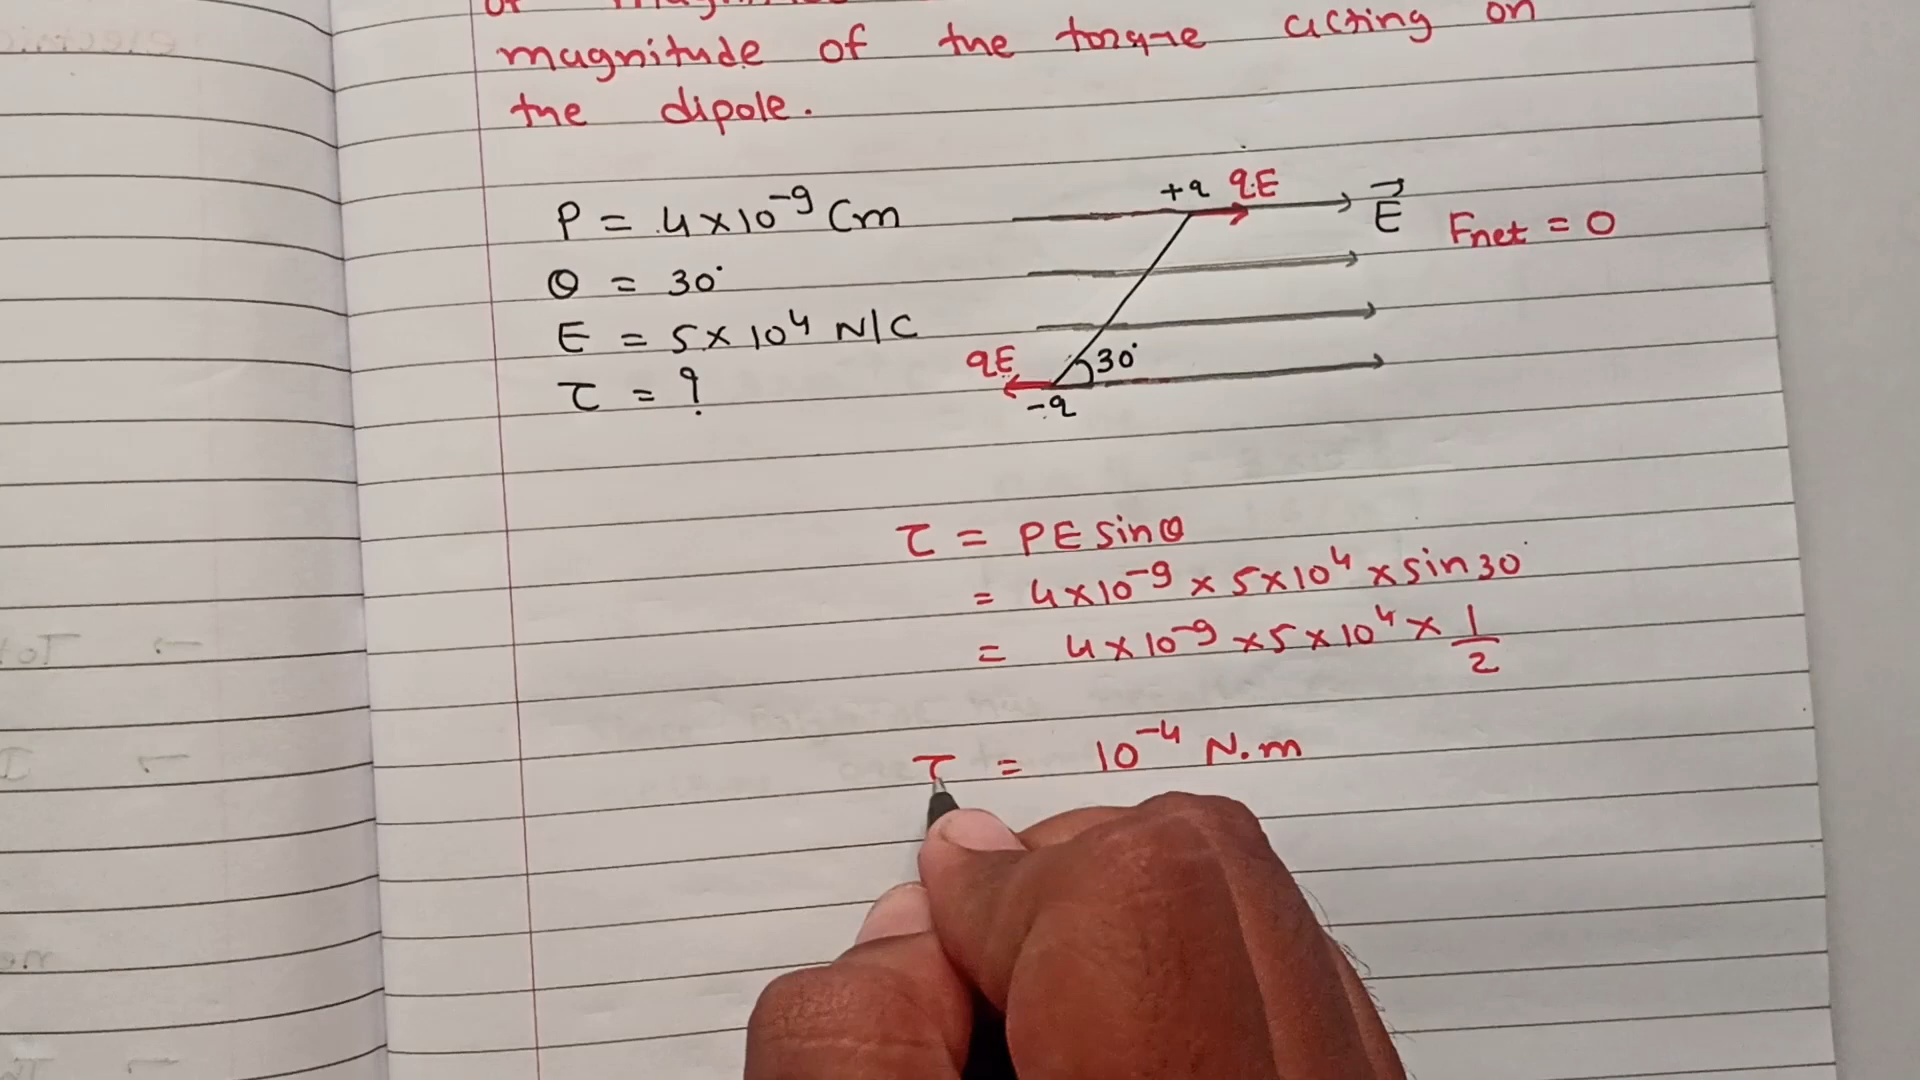 of
magnitude of the torque acting on
the dipole.
P = 4×10⁻⁹ Cm
θ = 30°
E = 5×10⁴ N/C
τ = ?
+q qE
E⃗ Fnet = 0
qE 30°
-q
τ = PE sinθ
= 4×10⁻⁹ × 5×10⁴ × sin30°
= 4×10⁻⁹ × 5×10⁴ × 1/2
τ = 10⁻⁴ N.m